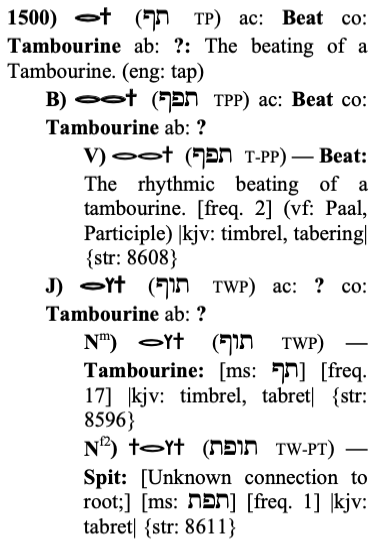 1500) (תף TP) ac: Beat co:
Tambourine ab: ?: The beating of a
Tambourine. (eng: tap)
B) (תפף TPP) ac: Beat co:
Tambourine ab: ?
V) (תפף T-PP) — Beat:
The rhythmic beating of a
tambourine. [freq. 2] (vf: Paal,
Participle) |kjv: timbrel, tabering|
{str: 8608}
J) (תוף TWP) ac: ? co:
Tambourine ab: ?
Nᵐ) (תוף TWP) —
Tambourine: [ms: תף] [freq.
17] |kjv: timbrel, tabret| {str:
8596}
Nᶠ²) (תופת TW-PT) —
Spit: [Unknown connection to
root;] [ms: תפת] [freq. 1] |kjv:
tabret| {str: 8611}